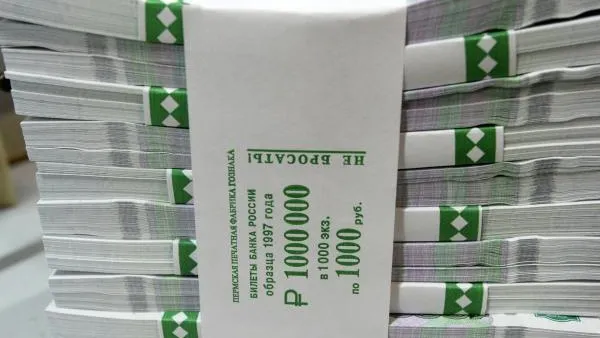 ПЕРМСКАЯ ПЕЧАТНАЯ ФАБРИКА ГОЗНАКА
БИЛЕТЫ БАНКА РОССИИ
образца 1997 года
₽ 1000 000
в 1000 экз.
по 1000 руб.
НЕ БРОСАТЬ!